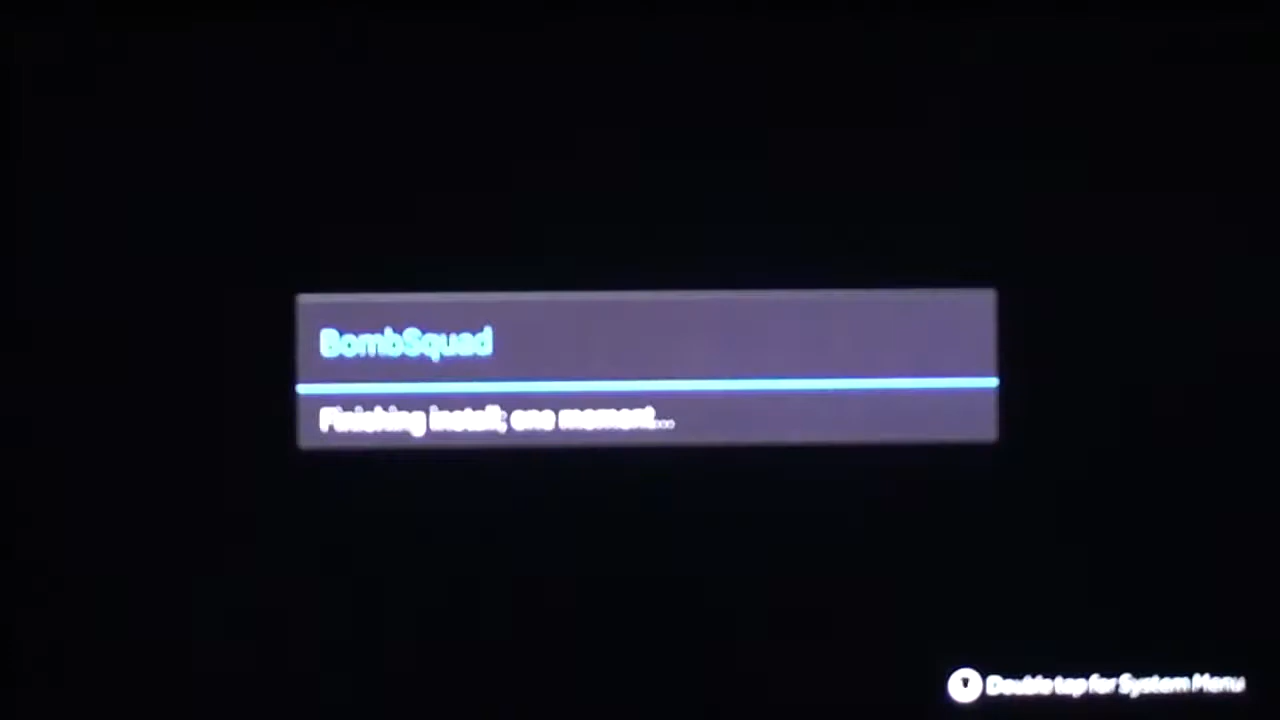 BombSquad
Finishing install; one moment...
Double tap for System Menu